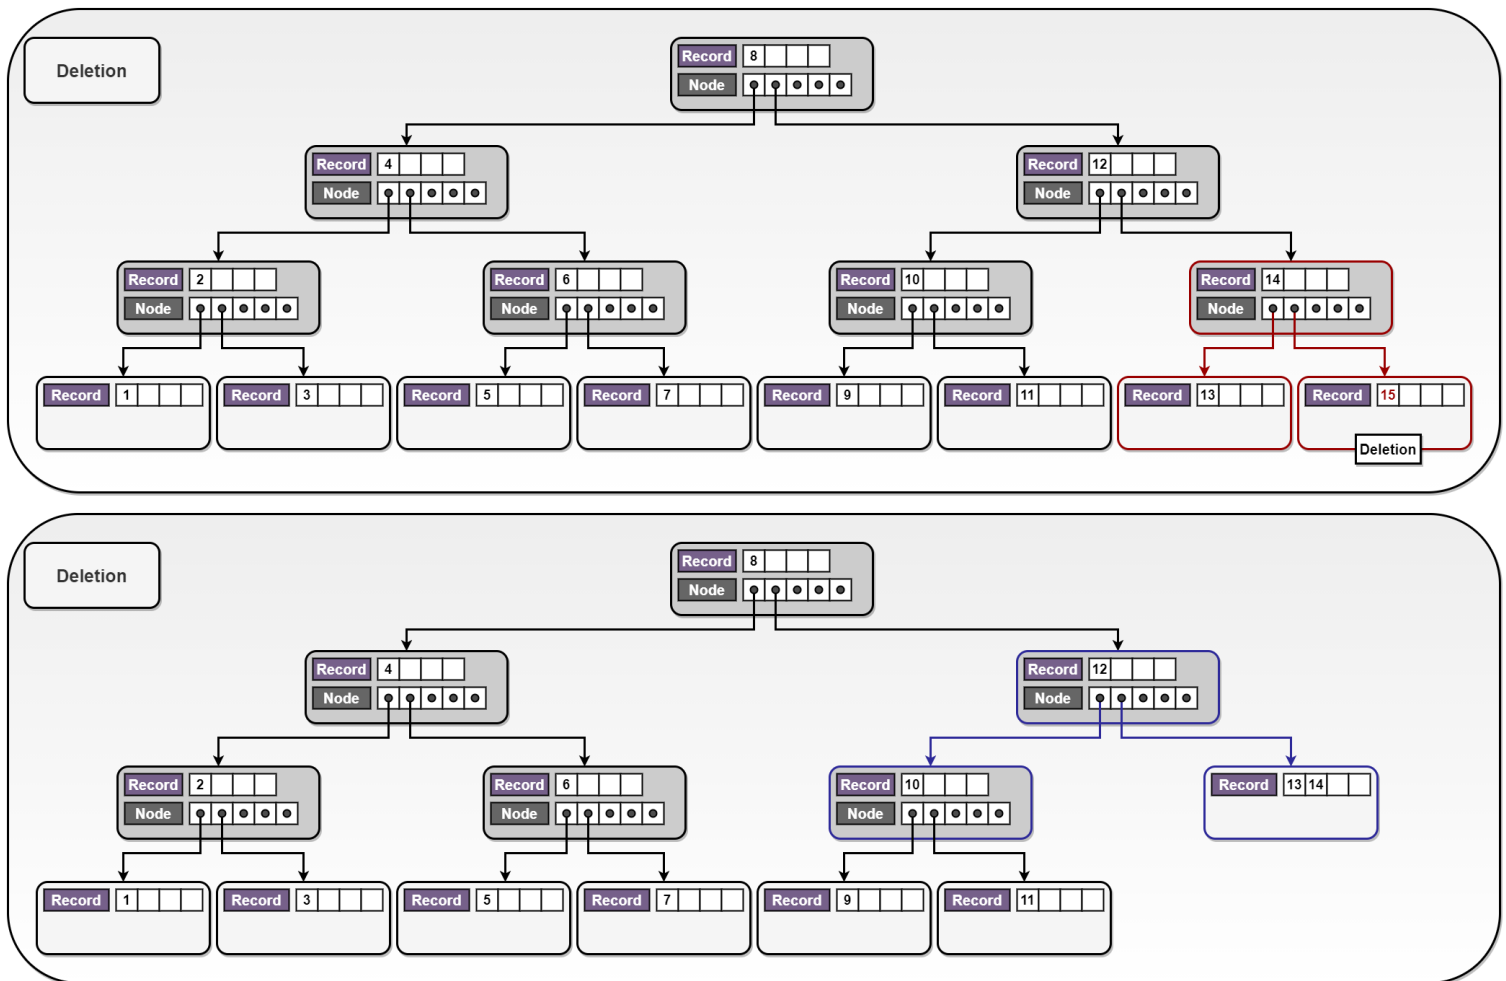 Deletion
Record 8
Node
Record 4
Node
Record 12
Node
Record 2
Node
Record 6
Node
Record 10
Node
Record 14
Node
Record 1
Record 3
Record 5
Record 7
Record 9
Record 11
Record 13
Record 15
Deletion
Deletion
Record 8
Node
Record 4
Node
Record 12
Node
Record 2
Node
Record 6
Node
Record 10
Node
Record 13 14
Record 1
Record 3
Record 5
Record 7
Record 9
Record 11